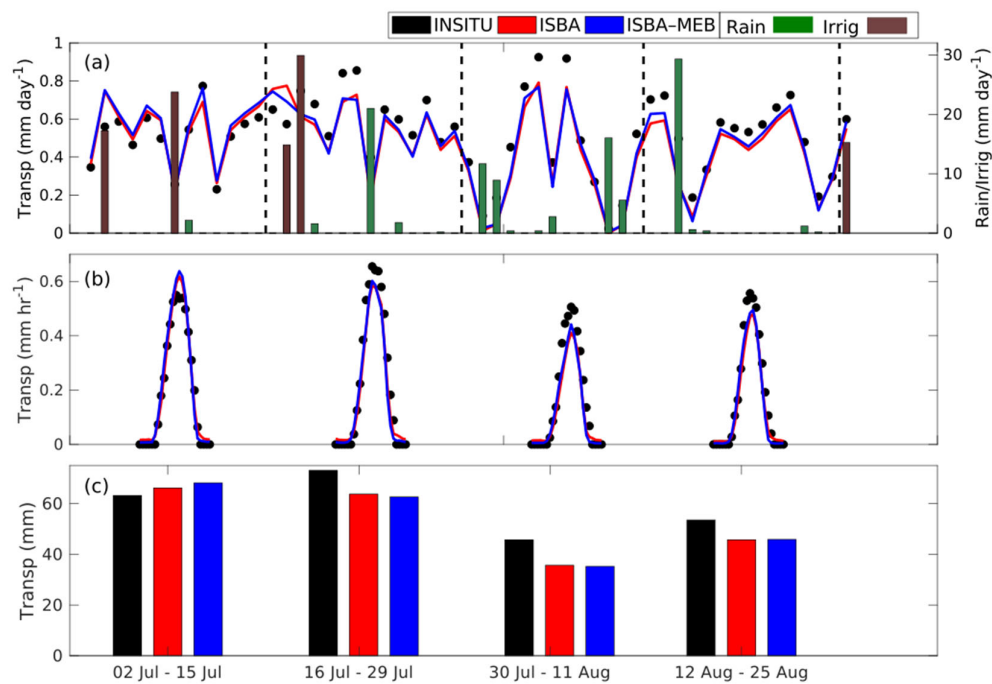 INSITU ISBA ISBA–MEB Rain Irrig
(a)
Transp (mm day-1)
1
0.8
0.6
0.4
0.2
0
Rain/Irrig (mm day-1)
30
20
10
0
(b)
Transp (mm hr-1)
0.6
0.4
0.2
0
(c)
Transp (mm)
60
40
20
0
02 Jul - 15 Jul 16 Jul - 29 Jul 30 Jul - 11 Aug 12 Aug - 25 Aug